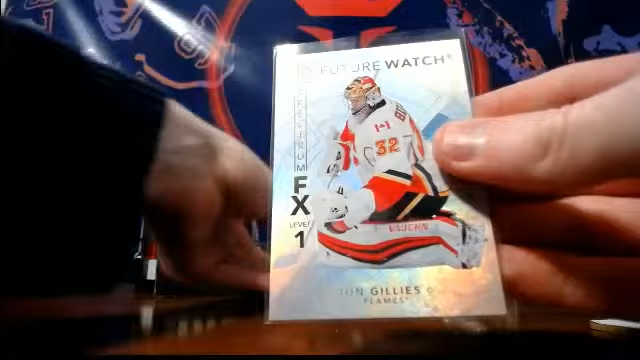 FUTURE WATCH
SPECTRUM
FX
LEVEL
1
32
VAUGHN
JON GILLIES G
FLAMES